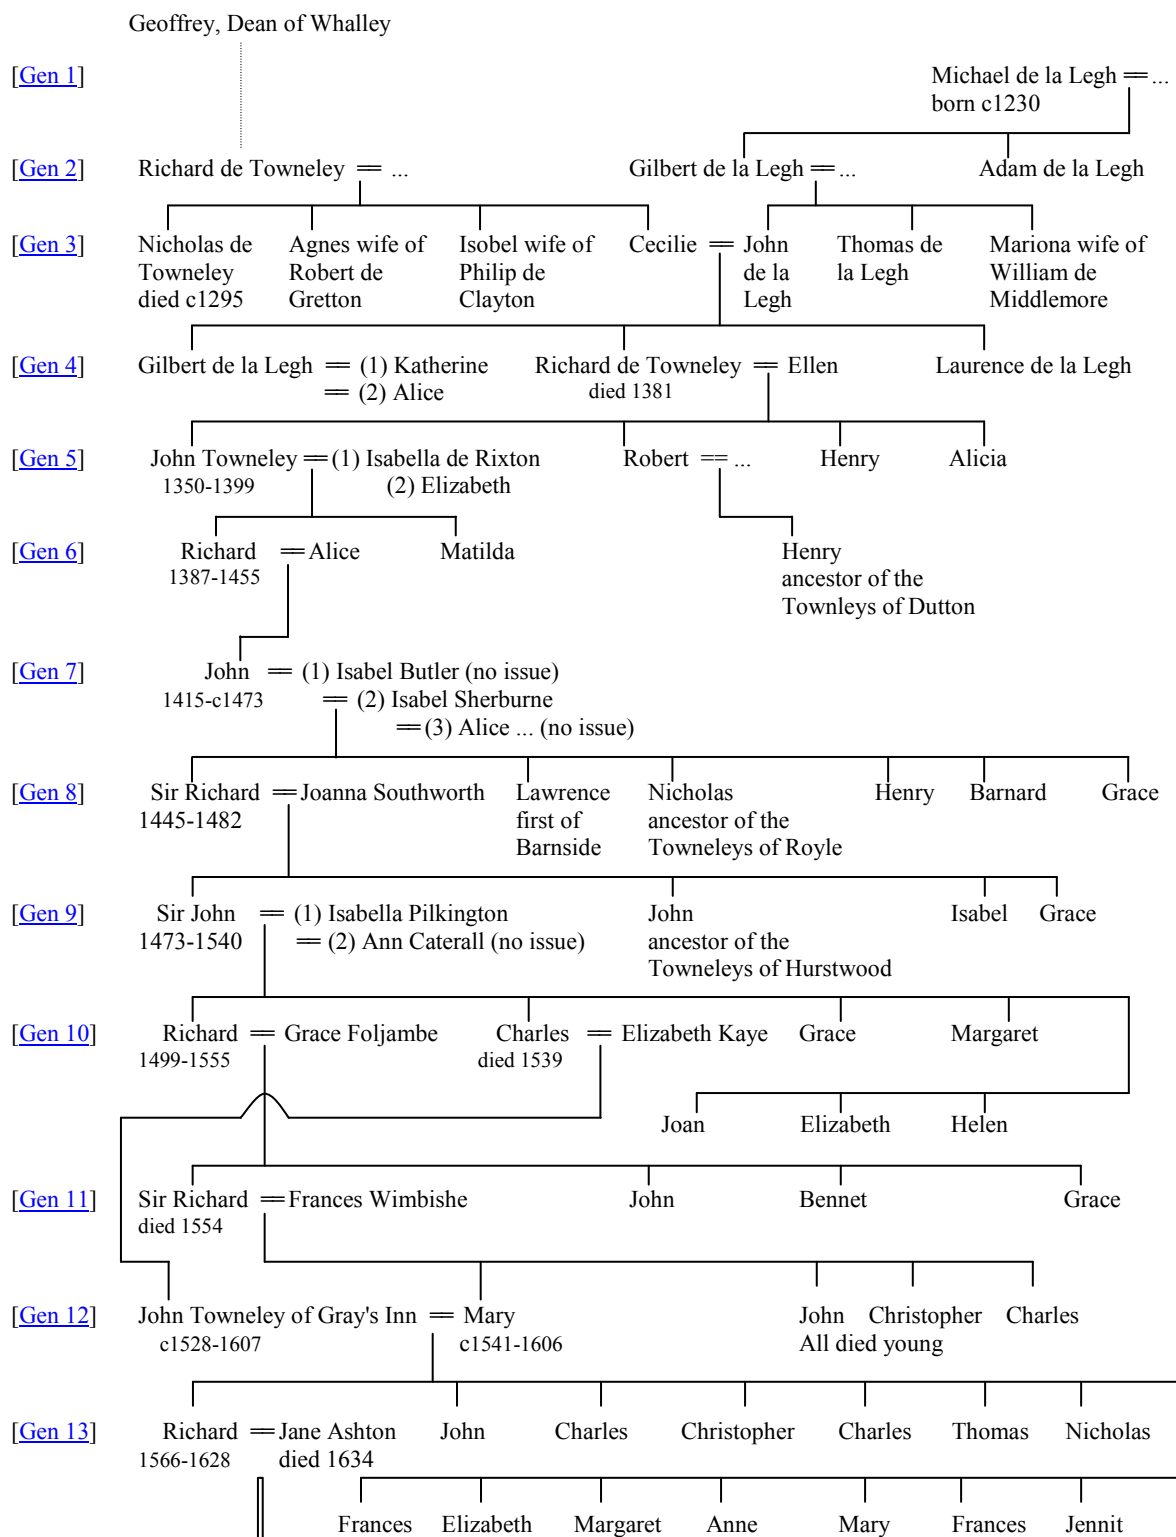 Geoffrey, Dean of Whalley
[Gen 1] Michael de la Legh == ...
born c1230
[Gen 2] Richard de Towneley == ... Gilbert de la Legh == ... Adam de la Legh
[Gen 3] Nicholas de Agnes wife of Isobel wife of Cecilie == John Thomas de Mariona wife of
Towneley Robert de Philip de de la la Legh William de
died c1295 Gretton Clayton Legh Middlemore
[Gen 4] Gilbert de la Legh == (1) Katherine Richard de Towneley == Ellen Laurence de la Legh
== (2) Alice died 1381
[Gen 5] John Towneley == (1) Isabella de Rixton Robert == ... Henry Alicia
1350-1399 (2) Elizabeth
[Gen 6] Richard == Alice Matilda Henry
1387-1455 ancestor of the
Townleys of Dutton
[Gen 7] John == (1) Isabel Butler (no issue)
1415-c1473 == (2) Isabel Sherburne
== (3) Alice ... (no issue)
[Gen 8] Sir Richard == Joanna Southworth Lawrence Nicholas Henry Barnard Grace
1445-1482 first of ancestor of the
Barnside Towneleys of Royle
[Gen 9] Sir John == (1) Isabella Pilkington John Isabel Grace
1473-1540 == (2) Ann Caterall (no issue) ancestor of the
Towneleys of Hurstwood
[Gen 10] Richard == Grace Foljambe Charles == Elizabeth Kaye Grace Margaret
1499-1555 died 1539
Joan Elizabeth Helen
[Gen 11] Sir Richard == Frances Wimbishe John Bennet Grace
died 1554
[Gen 12] John Towneley of Gray's Inn == Mary John Christopher Charles
c1528-1607 c1541-1606 All died young
[Gen 13] Richard == Jane Ashton John Charles Christopher Charles Thomas Nicholas
1566-1628 died 1634
Frances Elizabeth Margaret Anne Mary Frances Jennit